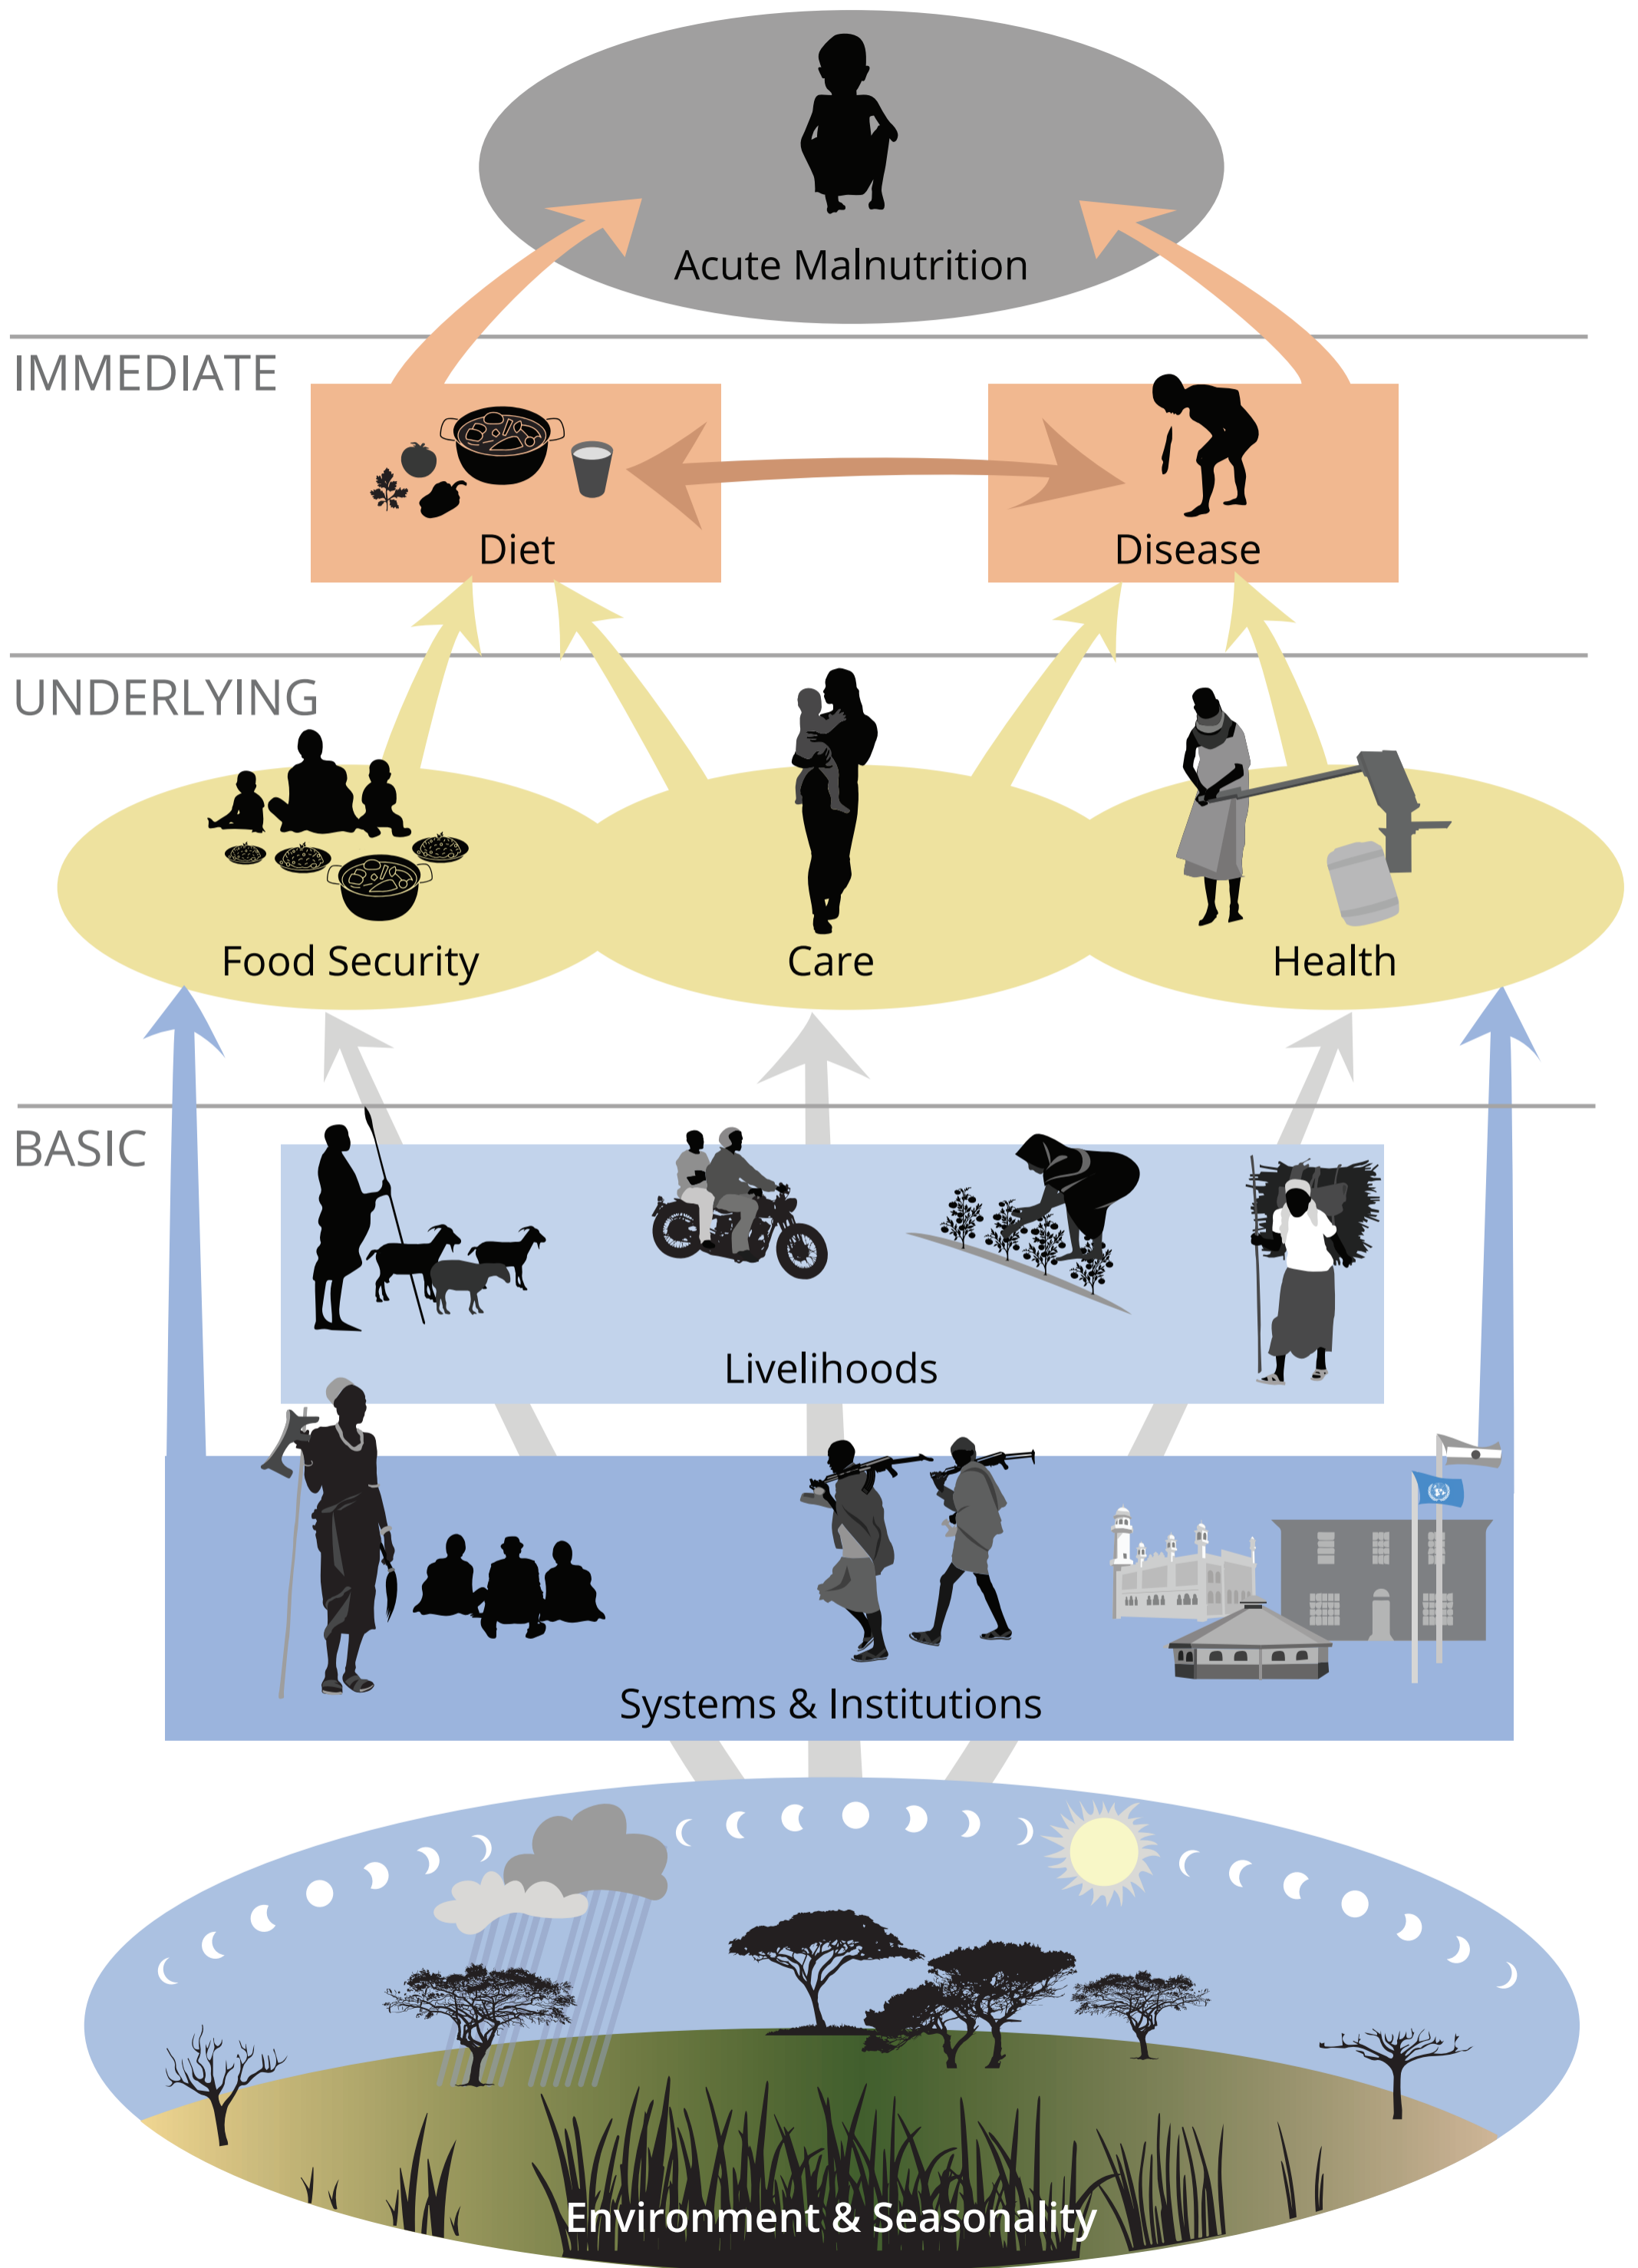 Acute Malnutrition
IMMEDIATE
Diet
Disease
UNDERLYING
Food Security
Care
Health
BASIC
Livelihoods
Systems & Institutions
Environment & Seasonality